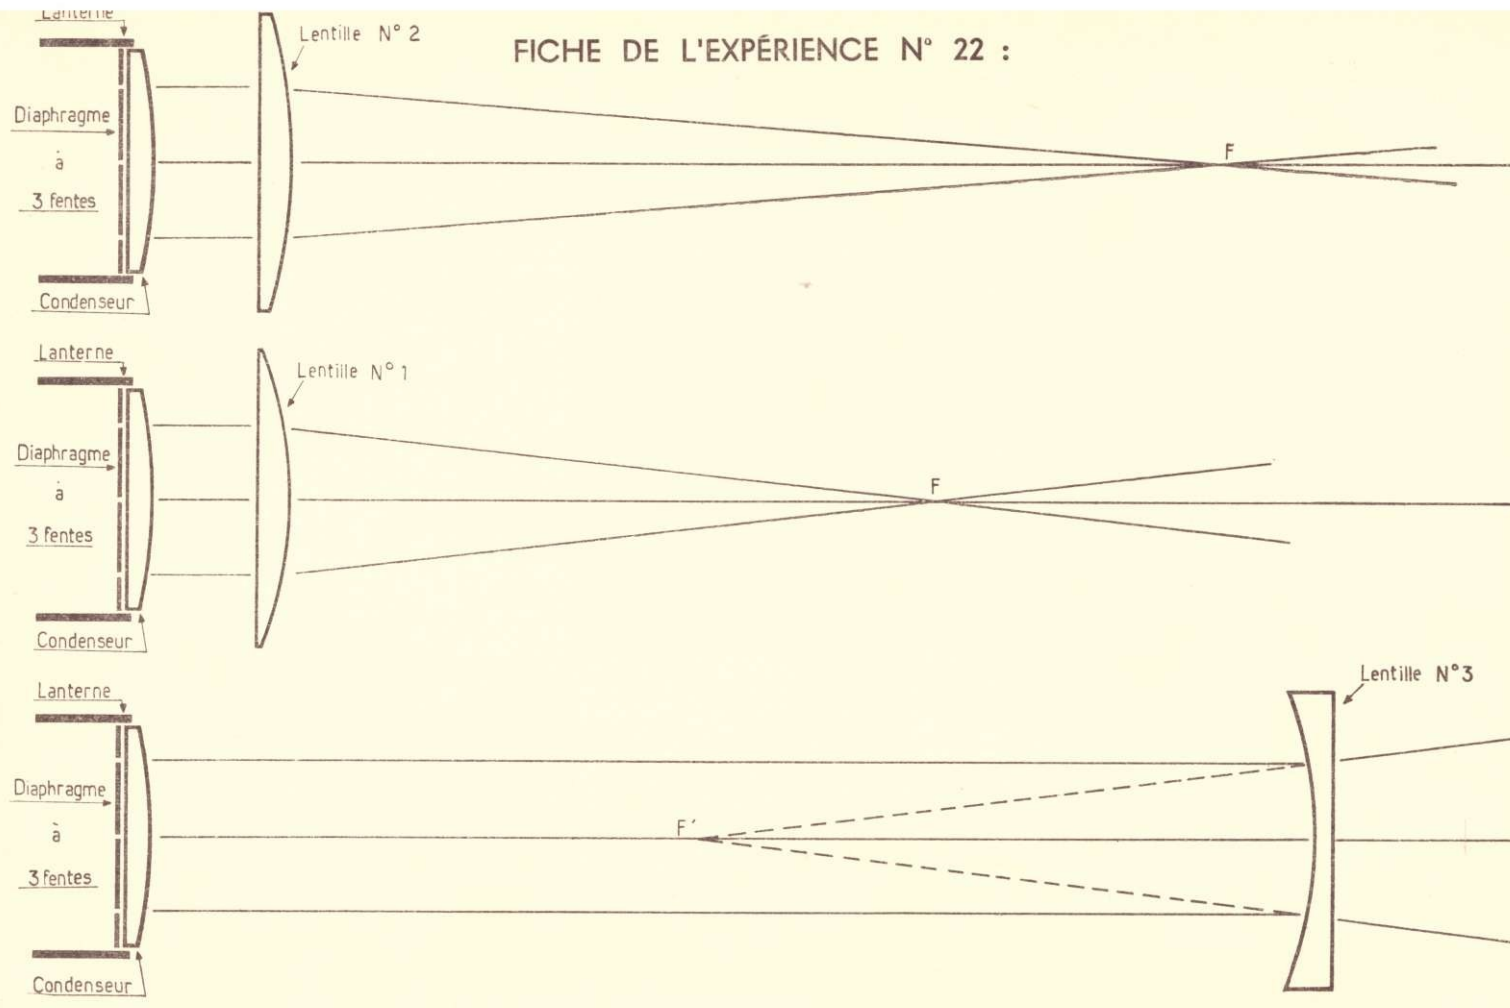 Lanterne
Lentille N° 2
FICHE DE L'EXPÉRIENCE N° 22 :
Diaphragme
à
3 fentes
F
Condenseur
Lanterne
Lentille N° 1
Diaphragme
à
3 fentes
F
Condenseur
Lanterne
Lentille N° 3
Diaphragme
à
3 fentes
F'
Condenseur